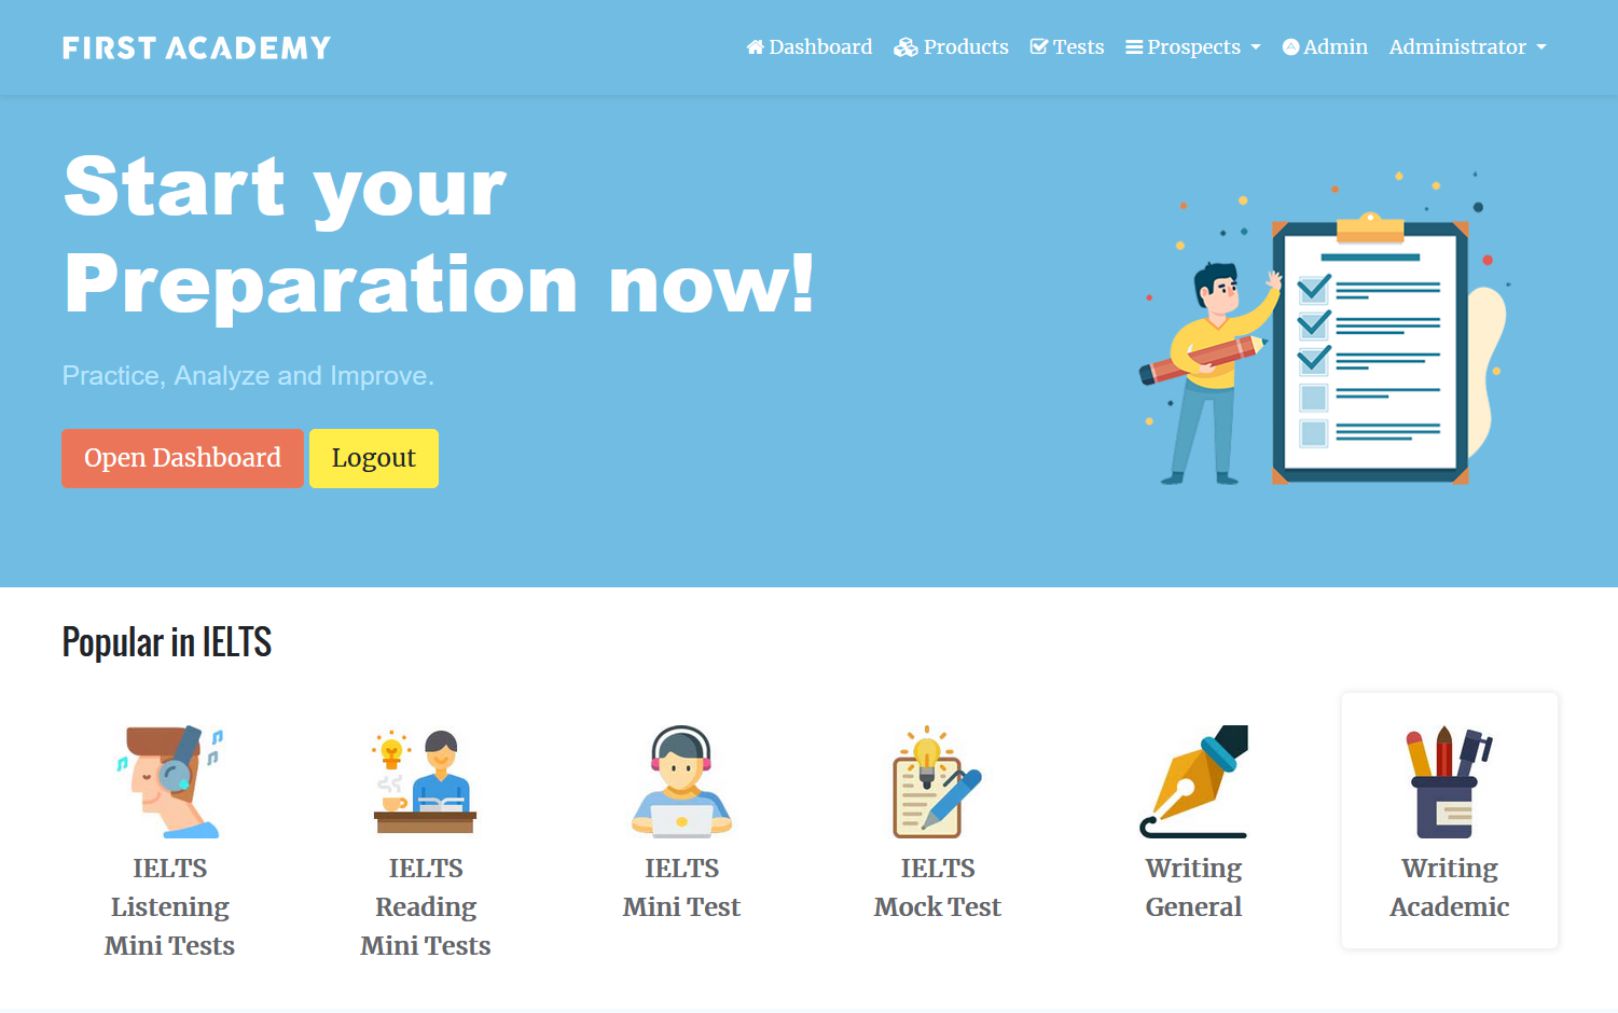 FIRST ACADEMY
Dashboard Products Tests Prospects Admin Administrator
Start your
Preparation now!
Practice, Analyze and Improve.
Open Dashboard Logout
Popular in IELTS
IELTS
Listening
Mini Tests
IELTS
Reading
Mini Tests
IELTS
Mini Test
IELTS
Mock Test
Writing
General
Writing
Academic